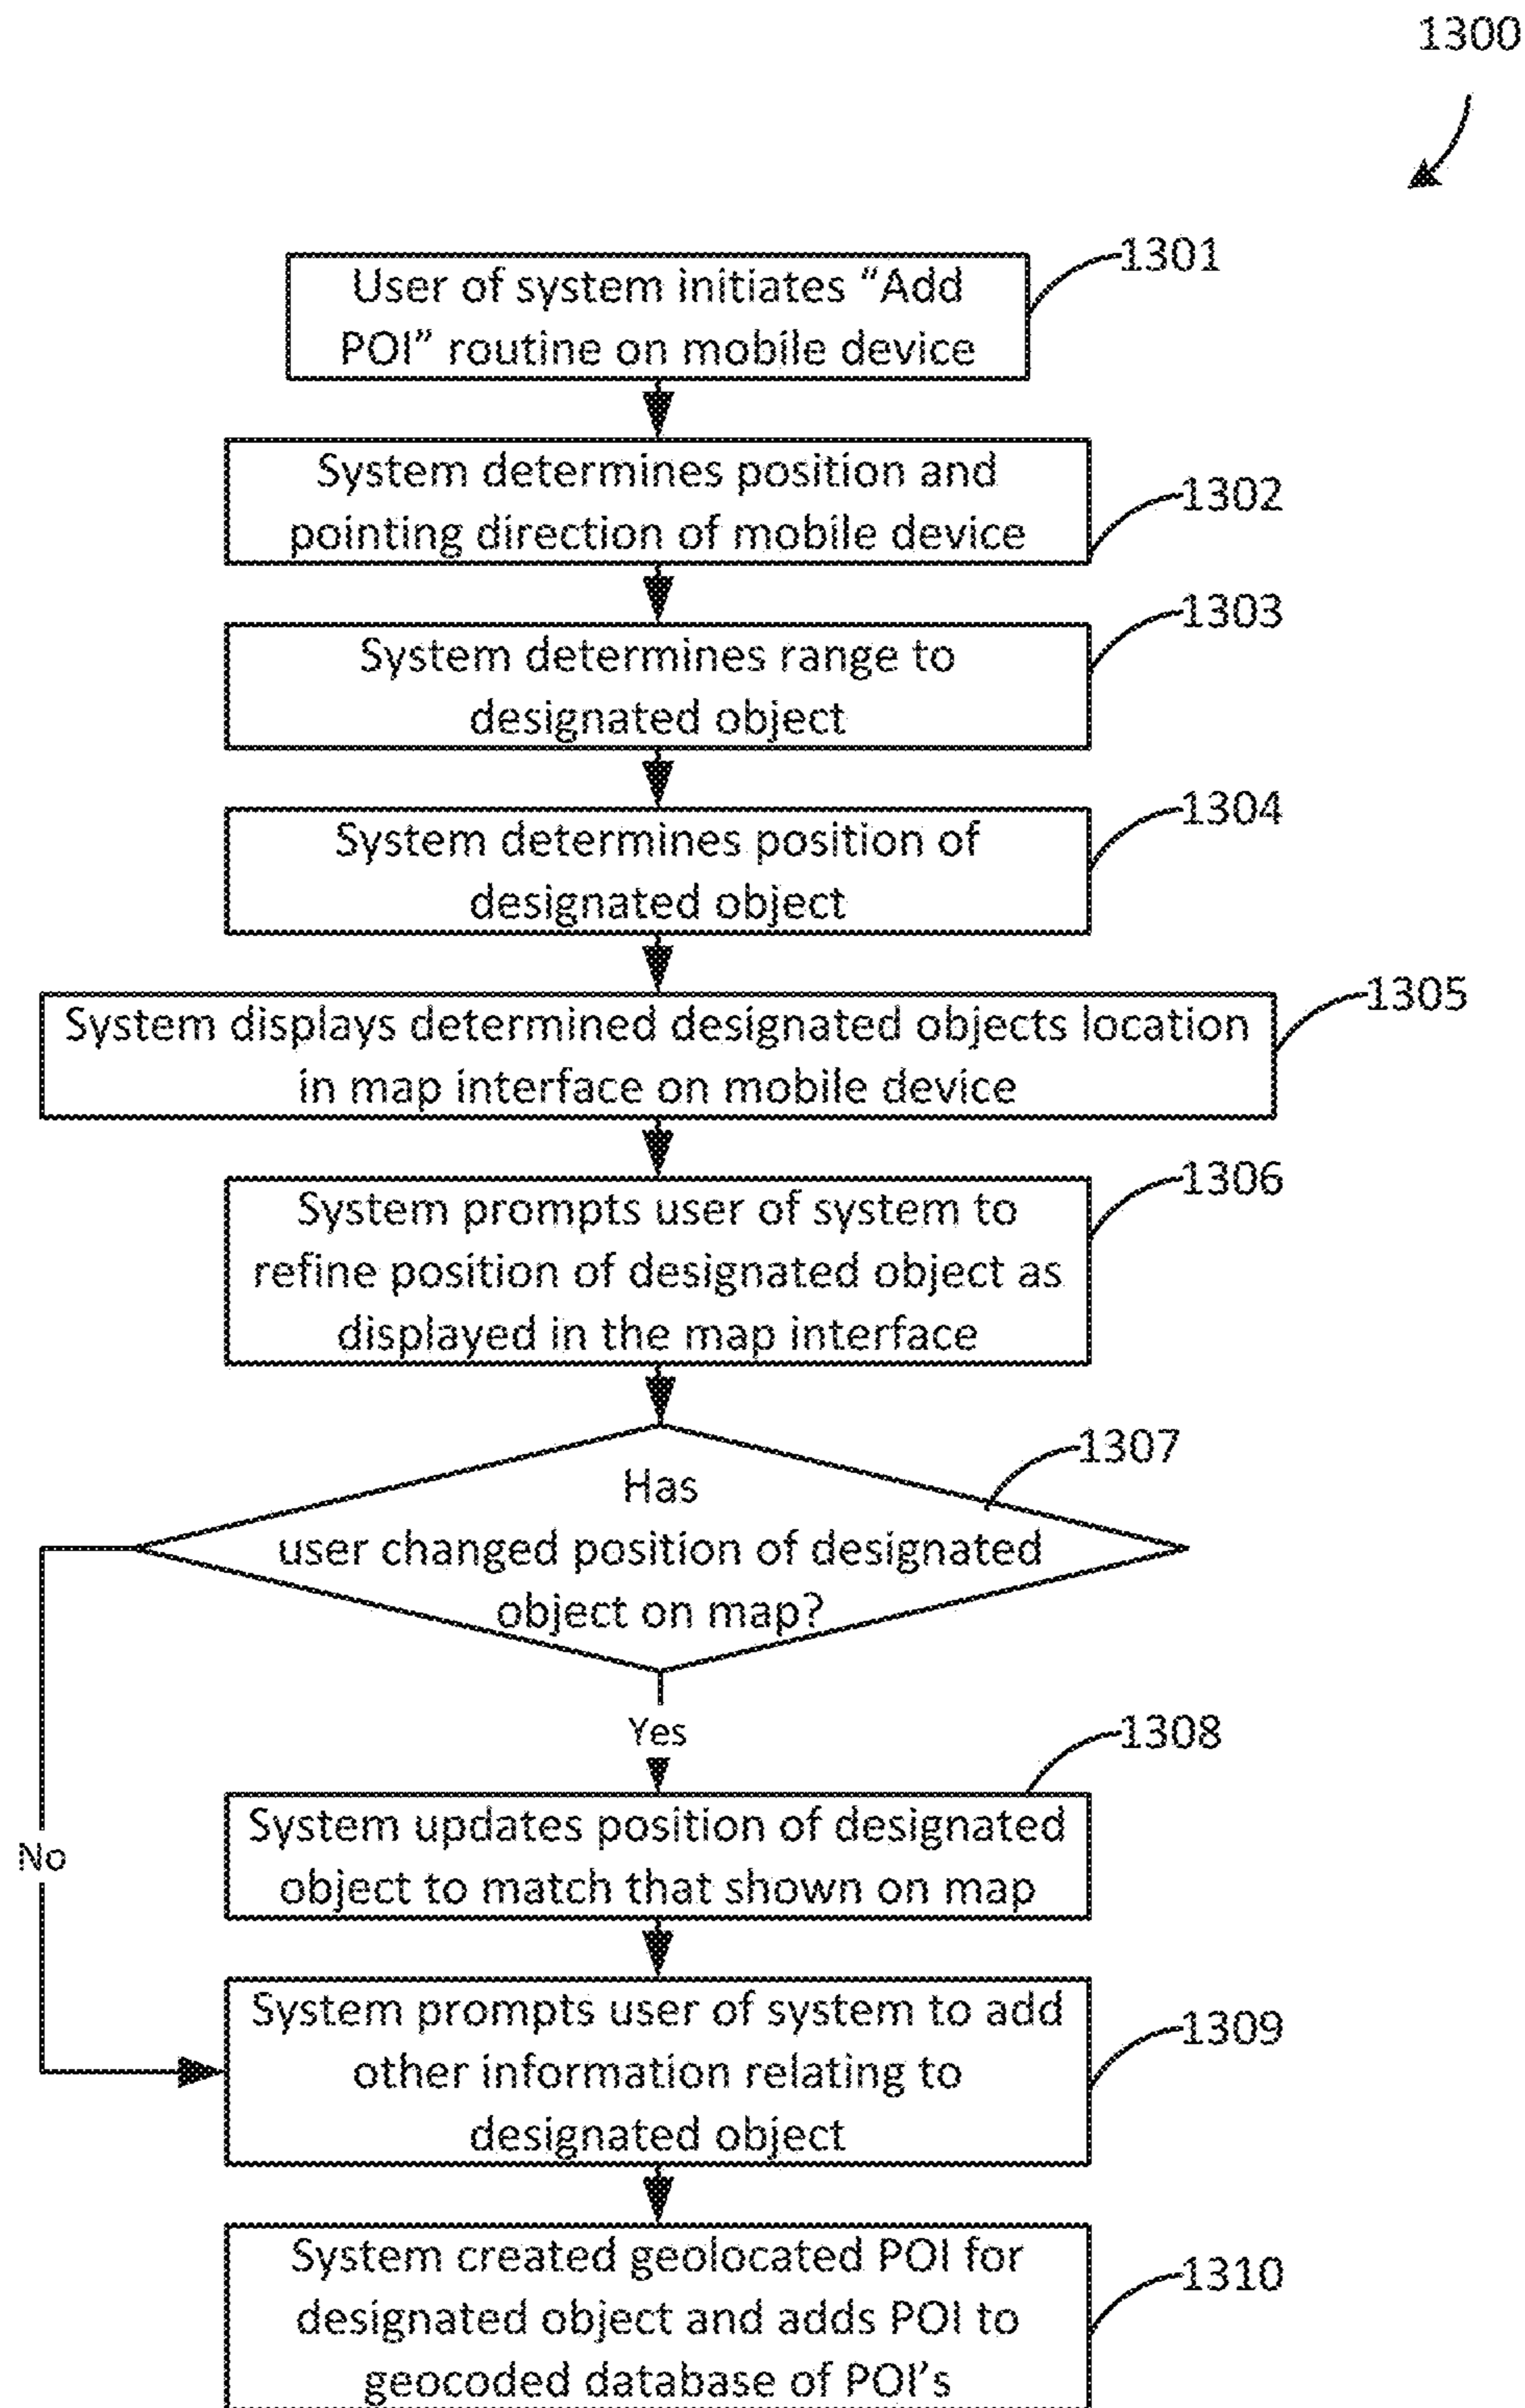 1300
1301
User of system initiates “Add
POI” routine on mobile device
System determines position and
pointing direction of mobile device
1302
1303
System determines range to
designated object
1304
System determines position of
designated object
1305
System displays determined designated objects location
in map interface on mobile device
1306
System prompts user of system to
refine position of designated object as
displayed in the map interface
1307
Has
user changed position of designated
object on map?
Yes
1308
System updates position of designated
object to match that shown on map
No
System prompts user of system to add
1309
other information relating to
designated object
System created geolocated POI for
1310
designated object and adds POI to
geocoded database of POI’s